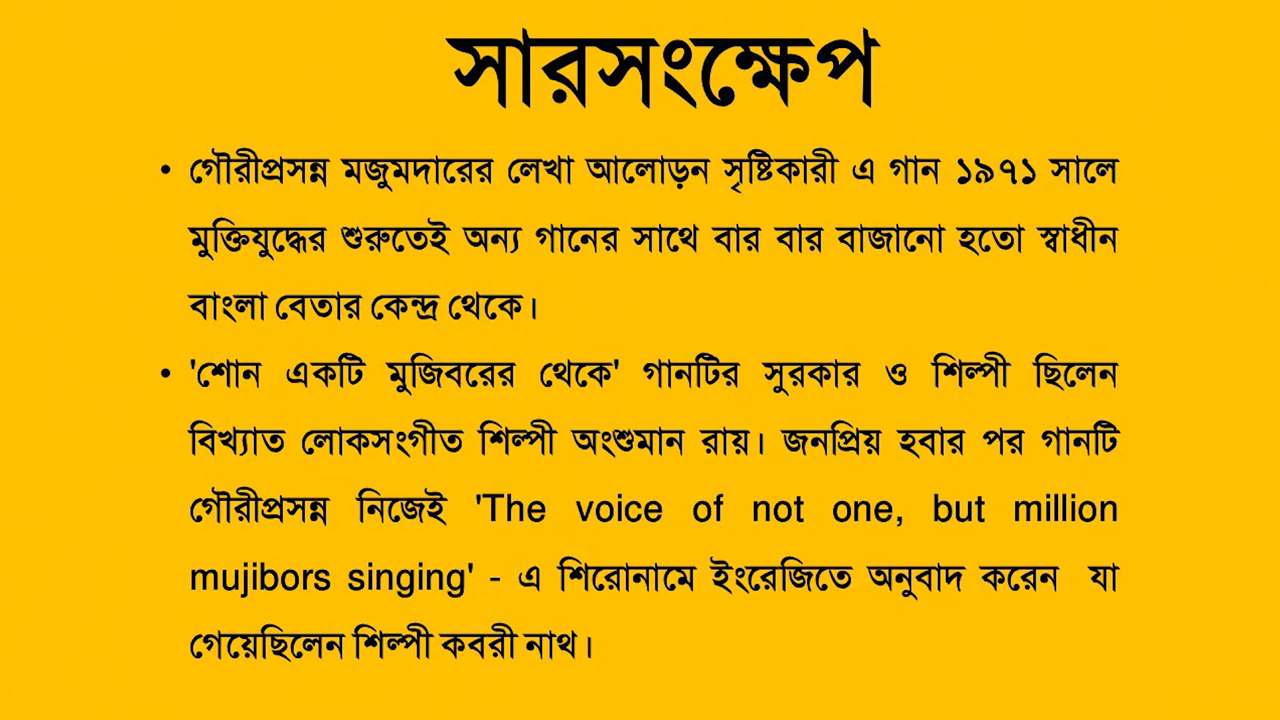 সারসংক্ষেপ
• গৌরীপ্রসন্ন মজুমদারের লেখা আলোড়ন সৃষ্টিকারী এ গান ১৯৭১ সালে
মুক্তিযুদ্ধের শুরুতেই অন্য গানের সাথে বার বার বাজানো হতো স্বাধীন
বাংলা বেতার কেন্দ্র থেকে।
• 'শোন একটি মুজিবরের থেকে' গানটির সুরকার ও শিল্পী ছিলেন
বিখ্যাত লোকসংগীত শিল্পী অংশুমান রায়। জনপ্রিয় হবার পর গানটি
গৌরীপ্রসন্ন নিজেই 'The voice of not one, but million
mujibors singing' - এ শিরোনামে ইংরেজিতে অনুবাদ করেন যা
গেয়েছিলেন শিল্পী কবরী নাথ।